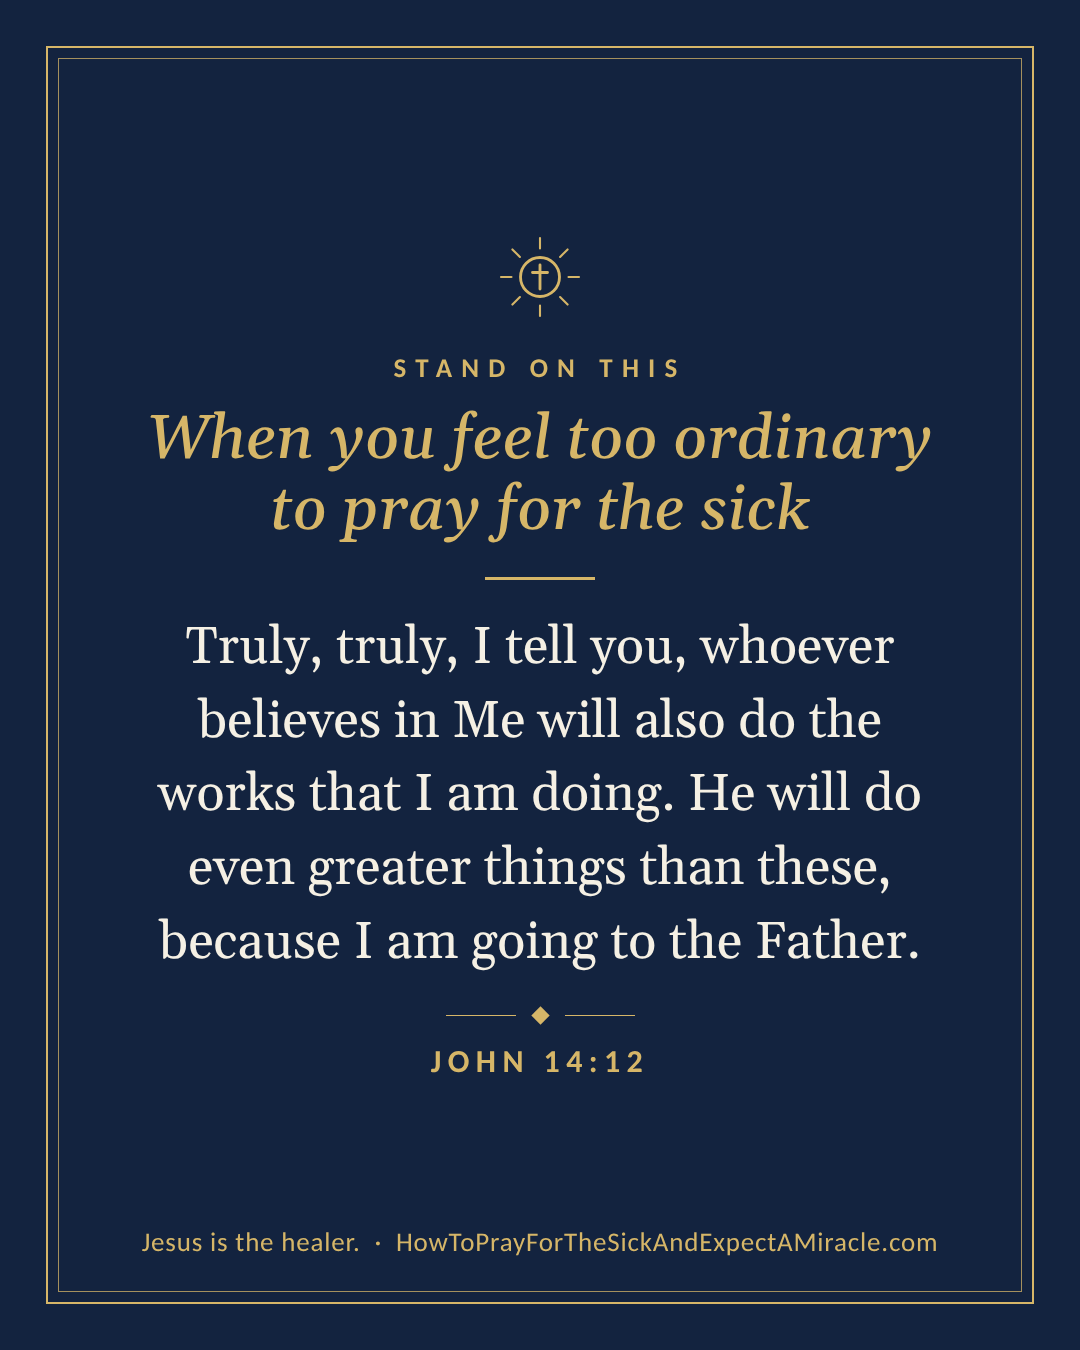 STAND ON THIS
When you feel too ordinary
to pray for the sick
Truly, truly, I tell you, whoever
believes in Me will also do the
works that I am doing. He will do
even greater things than these,
because I am going to the Father.
JOHN 14:12
Jesus is the healer. · HowToPrayForTheSickAndExpectAMiracle.com